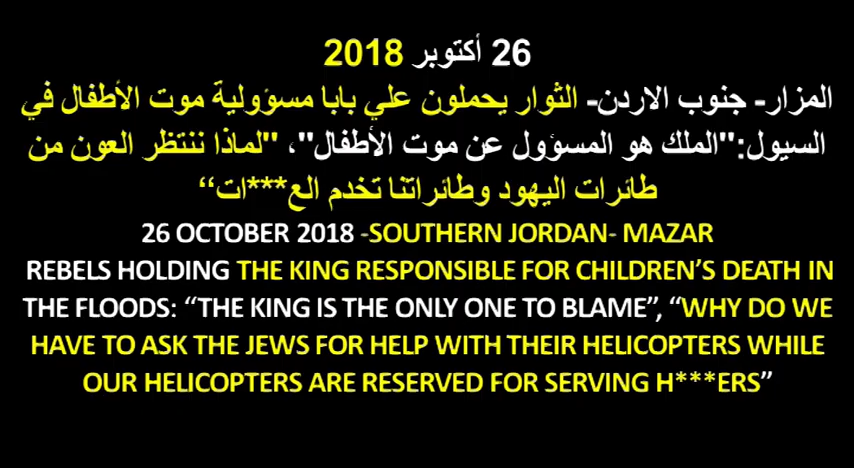 26 أكتوبر 2018
المزار- جنوب الاردن- الثوار يحملون علي بابا مسؤولية موت الأطفال في
السيول:"الملك هو المسؤول عن موت الأطفال"، "لماذا ننتظر العون من
طائرات اليهود وطائراتنا تخدم الع***ات“
26 OCTOBER 2018 -SOUTHERN JORDAN- MAZAR
REBELS HOLDING THE KING RESPONSIBLE FOR CHILDREN’S DEATH IN
THE FLOODS: “THE KING IS THE ONLY ONE TO BLAME”, “WHY DO WE
HAVE TO ASK THE JEWS FOR HELP WITH THEIR HELICOPTERS WHILE
OUR HELICOPTERS ARE RESERVED FOR SERVING H***ERS”